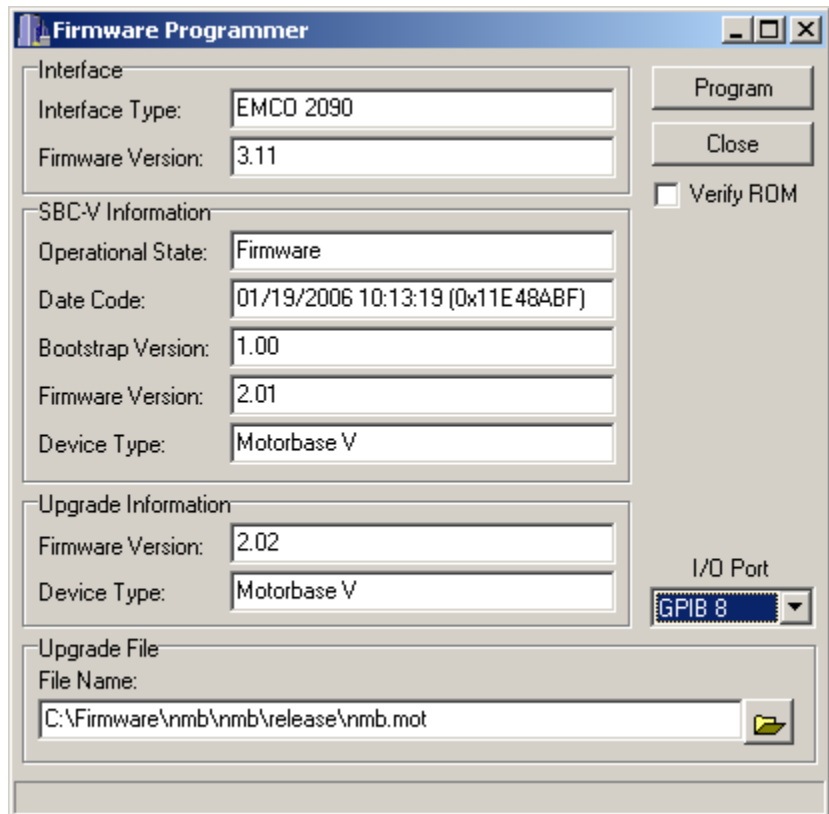 Firmware Programmer
Interface
Interface Type: EMCO 2090
Firmware Version: 3.11
Program
Close
Verify ROM
SBC-V Information
Operational State: Firmware
Date Code: 01/19/2006 10:13:19 (0x11E48ABF)
Bootstrap Version: 1.00
Firmware Version: 2.01
Device Type: Motorbase V
Upgrade Information
Firmware Version: 2.02
Device Type: Motorbase V
I/O Port
GPIB 8
Upgrade File
File Name:
C:\Firmware\nmb\nmb\release\nmb.mot